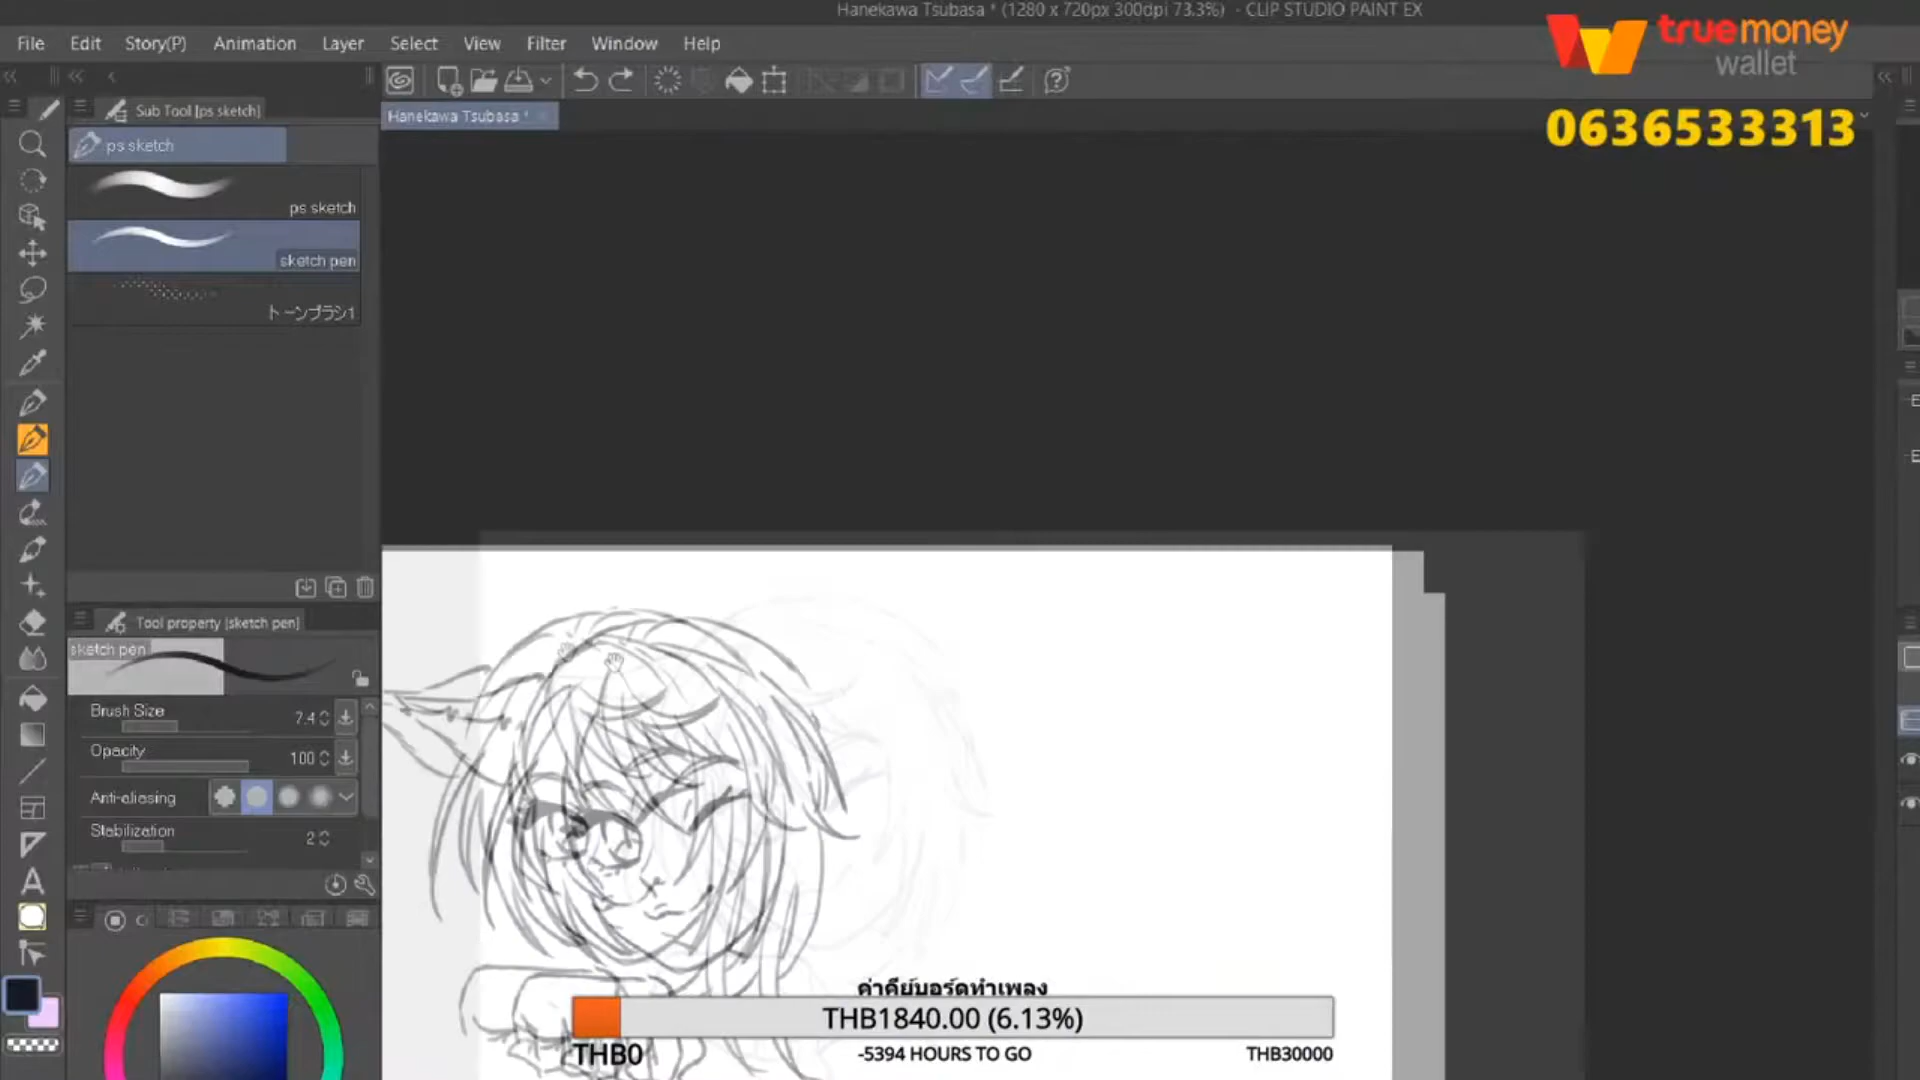 Hanekawa Tsubasa * (1280 x 720px 300dpi 73.3%) - CLIP STUDIO PAINT EX
File Edit Story(P) Animation Layer Select View Filter Window Help
truemoney
wallet
0636533313
Sub Tool [ps sketch]
Hanekawa Tsubasa *
ps sketch
ps sketch
sketch pen
トーンブラシ1
Tool property [sketch pen]
sketch pen
Brush Size 7.4
Opacity 100
Anti-aliasing
Stabilization 2
ค่าคีย์บอร์ดทำเพลง
THB1840.00 (6.13%)
THB0 -5394 HOURS TO GO THB30000